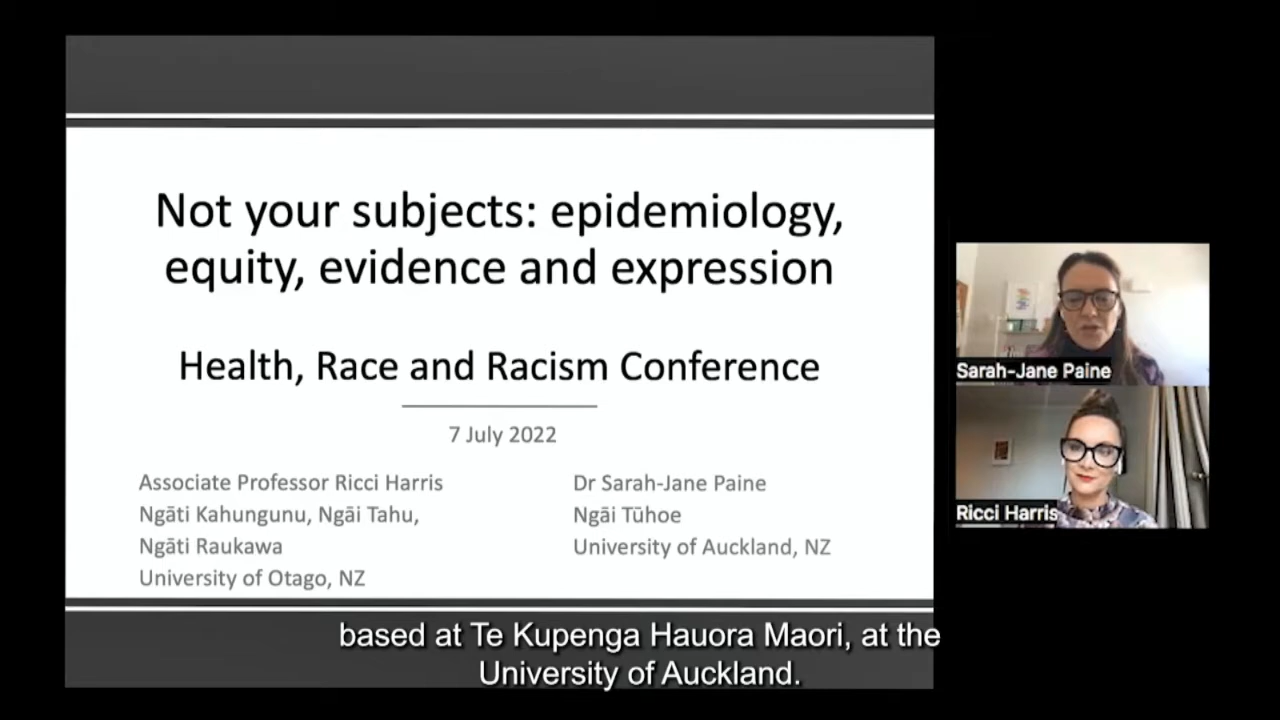 Not your subjects: epidemiology,
equity, evidence and expression
Health, Race and Racism Conference
7 July 2022
Associate Professor Ricci Harris
Ngāti Kahungunu, Ngāi Tahu,
Ngāti Raukawa
University of Otago, NZ
Dr Sarah-Jane Paine
Ngāi Tūhoe
University of Auckland, NZ
Sarah-Jane Paine
Ricci Harris
based at Te Kupenga Hauora Maori, at the
University of Auckland.